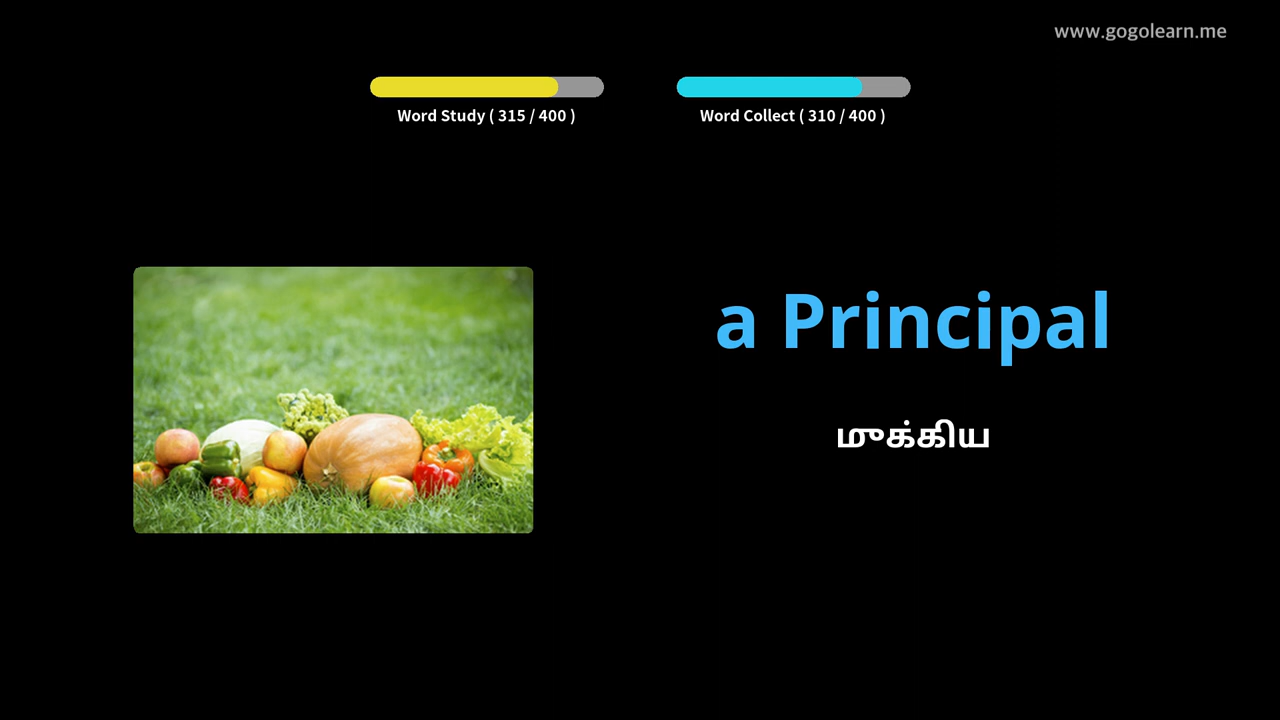 www.gogolearn.me
Word Study ( 315 / 400 )
Word Collect ( 310 / 400 )
a Principal
முக்கிய